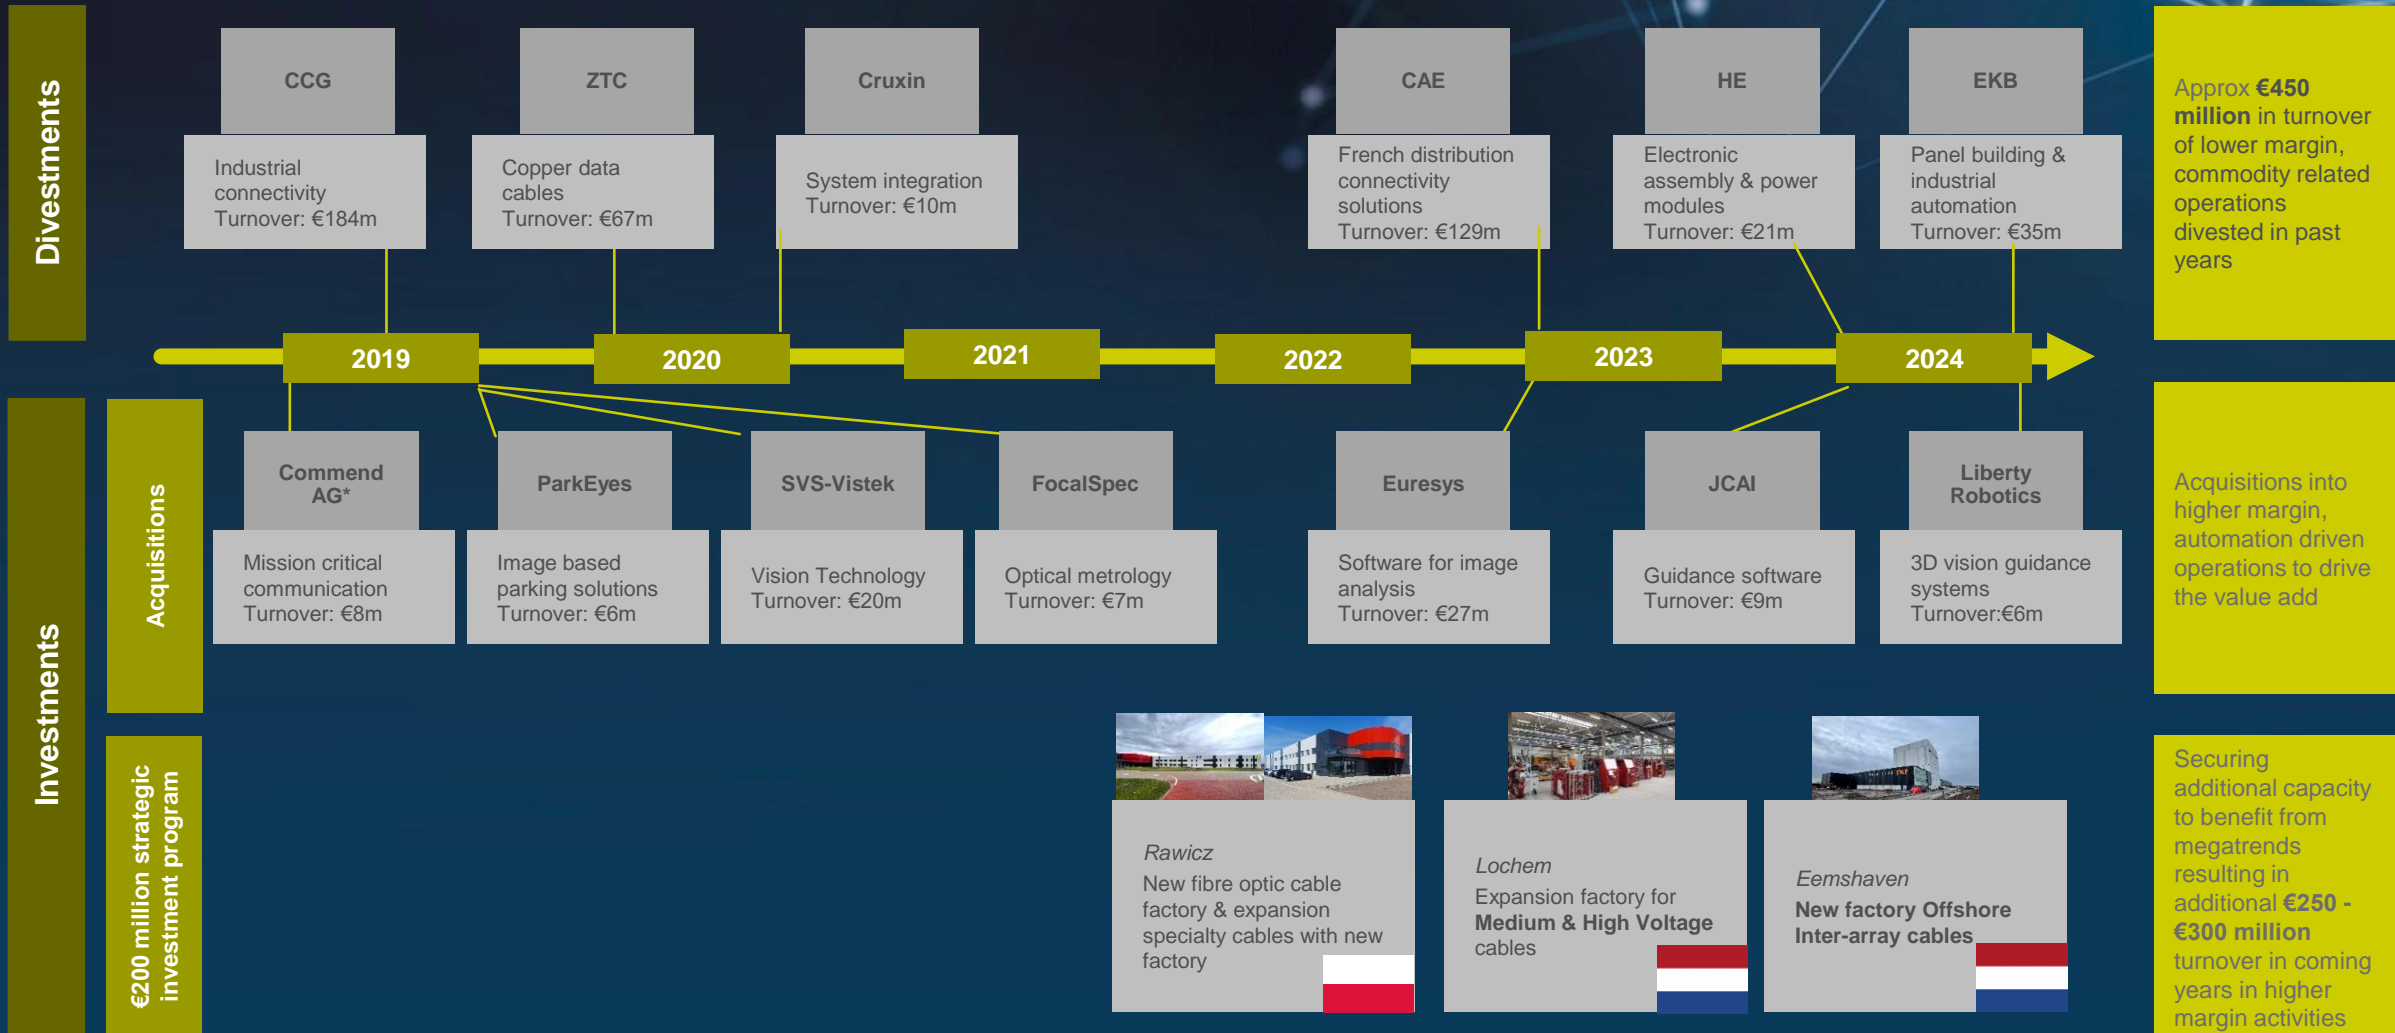 Divestments
CCG
Industrial
connectivity
Turnover: €184m
ZTC
Copper data
cables
Turnover: €67m
Cruxin
System integration
Turnover: €10m
CAE
French distribution
connectivity
solutions
Turnover: €129m
HE
Electronic
assembly & power
modules
Turnover: €21m
EKB
Panel building &
industrial
automation
Turnover: €35m
Approx €450
million in turnover
of lower margin,
commodity related
operations
divested in past
years
2019
2020
2021
2022
2023
2024
Investments
Acquisitions
Commend
AG*
Mission critical
communication
Turnover: €8m
ParkEyes
Image based
parking solutions
Turnover: €6m
SVS-Vistek
Vision Technology
Turnover: €20m
FocalSpec
Optical metrology
Turnover: €7m
Euresys
Software for image
analysis
Turnover: €27m
JCAI
Guidance software
Turnover: €9m
Liberty
Robotics
3D vision guidance
systems
Turnover:€6m
Acquisitions into
higher margin,
automation driven
operations to drive
the value add
€200 million strategic
investment program
Rawicz
New fibre optic cable
factory & expansion
specialty cables with new
factory
Lochem
Expansion factory for
Medium & High Voltage
cables
TKF
Eemshaven
New factory Offshore
Inter-array cables
Securing
additional capacity
to benefit from
megatrends
resulting in
additional €250 -
€300 million
turnover in coming
years in higher
margin activities